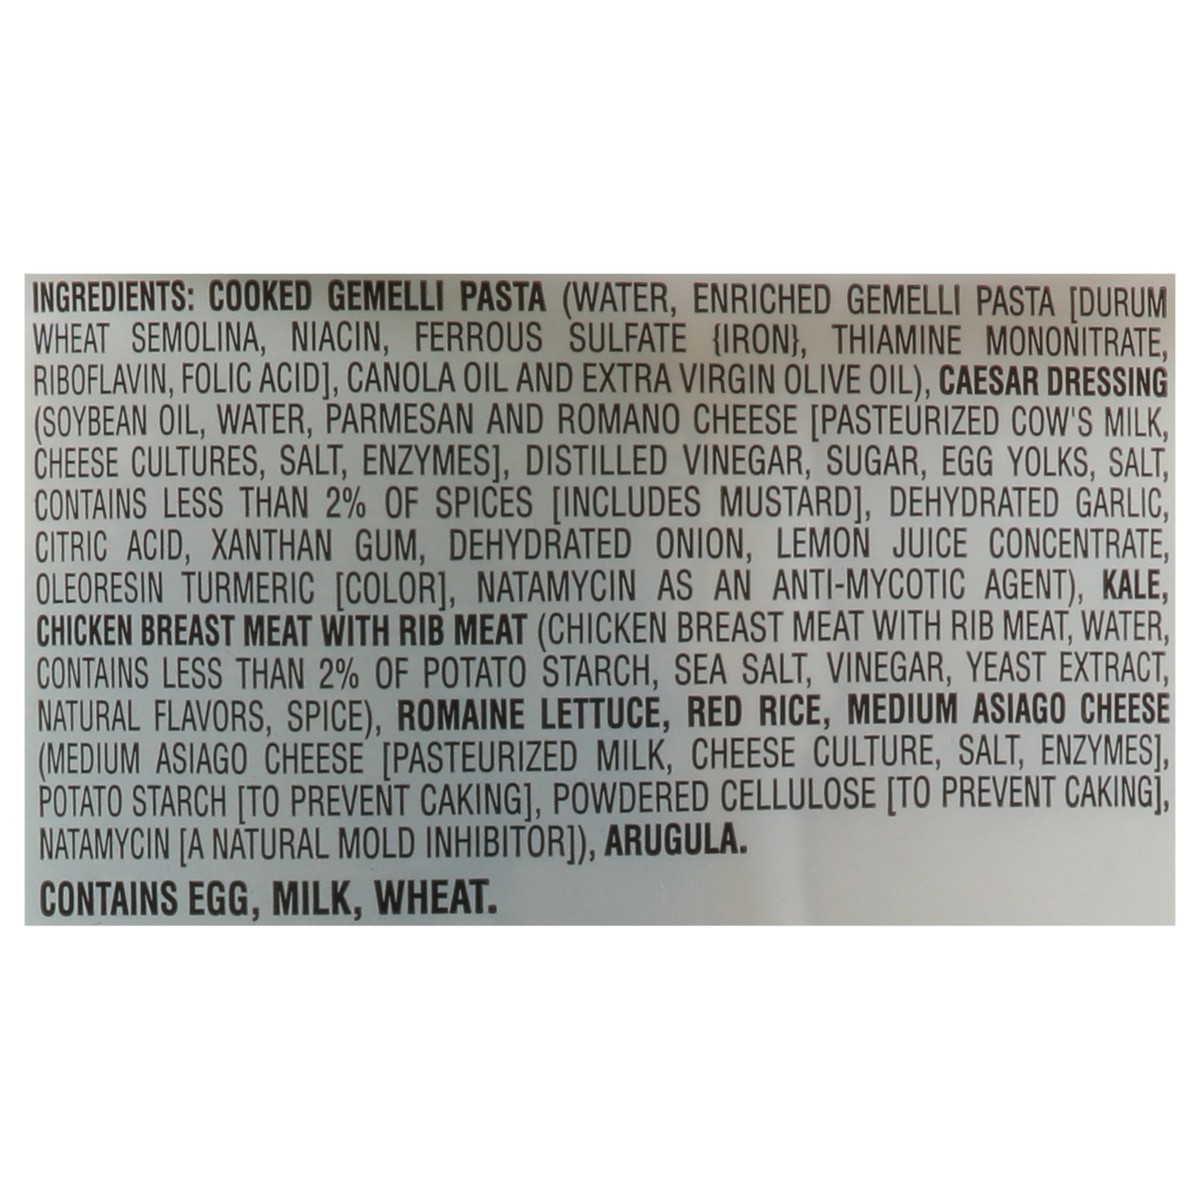 INGREDIENTS: COOKED GEMELLI PASTA (WATER, ENRICHED GEMELLI PASTA [DURUM
WHEAT SEMOLINA, NIACIN, FERROUS SULFATE {IRON}, THIAMINE MONONITRATE,
RIBOFLAVIN, FOLIC ACID], CANOLA OIL AND EXTRA VIRGIN OLIVE OIL), CAESAR DRESSING
(SOYBEAN OIL, WATER, PARMESAN AND ROMANO CHEESE [PASTEURIZED COW'S MILK,
CHEESE CULTURES, SALT, ENZYMES], DISTILLED VINEGAR, SUGAR, EGG YOLKS, SALT,
CONTAINS LESS THAN 2% OF SPICES [INCLUDES MUSTARD], DEHYDRATED GARLIC,
CITRIC ACID, XANTHAN GUM, DEHYDRATED ONION, LEMON JUICE CONCENTRATE,
OLEORESIN TURMERIC [COLOR], NATAMYCIN AS AN ANTI-MYCOTIC AGENT), KALE,
CHICKEN BREAST MEAT WITH RIB MEAT (CHICKEN BREAST MEAT WITH RIB MEAT, WATER,
CONTAINS LESS THAN 2% OF POTATO STARCH, SEA SALT, VINEGAR, YEAST EXTRACT,
NATURAL FLAVORS, SPICE), ROMAINE LETTUCE, RED RICE, MEDIUM ASIAGO CHEESE
(MEDIUM ASIAGO CHEESE [PASTEURIZED MILK, CHEESE CULTURE, SALT, ENZYMES],
POTATO STARCH [TO PREVENT CAKING], POWDERED CELLULOSE [TO PREVENT CAKING],
NATAMYCIN [A NATURAL MOLD INHIBITOR]), ARUGULA.
CONTAINS EGG, MILK, WHEAT.